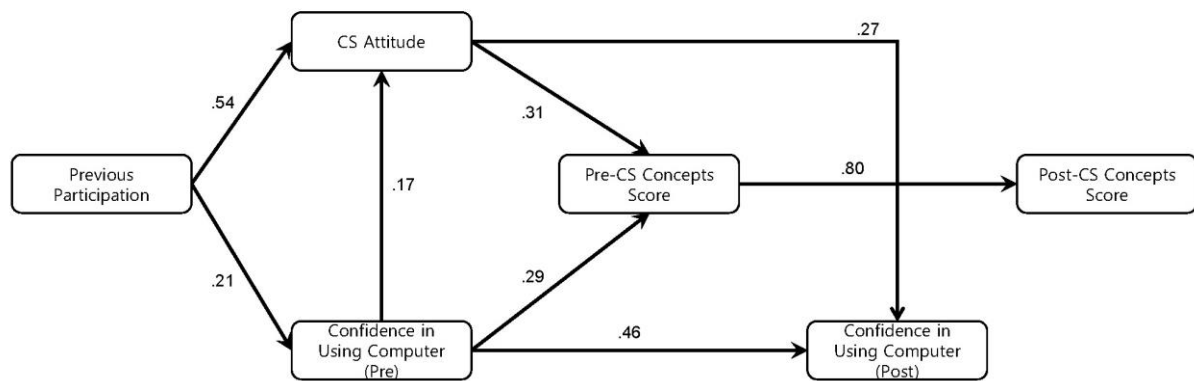 CS Attitude
.27
.54
.31
.17
Previous
Participation
Pre-CS Concepts
Score
.80
Post-CS Concepts
Score
.21
.29
Confidence in
Using Computer
(Pre)
.46
Confidence in
Using Computer
(Post)